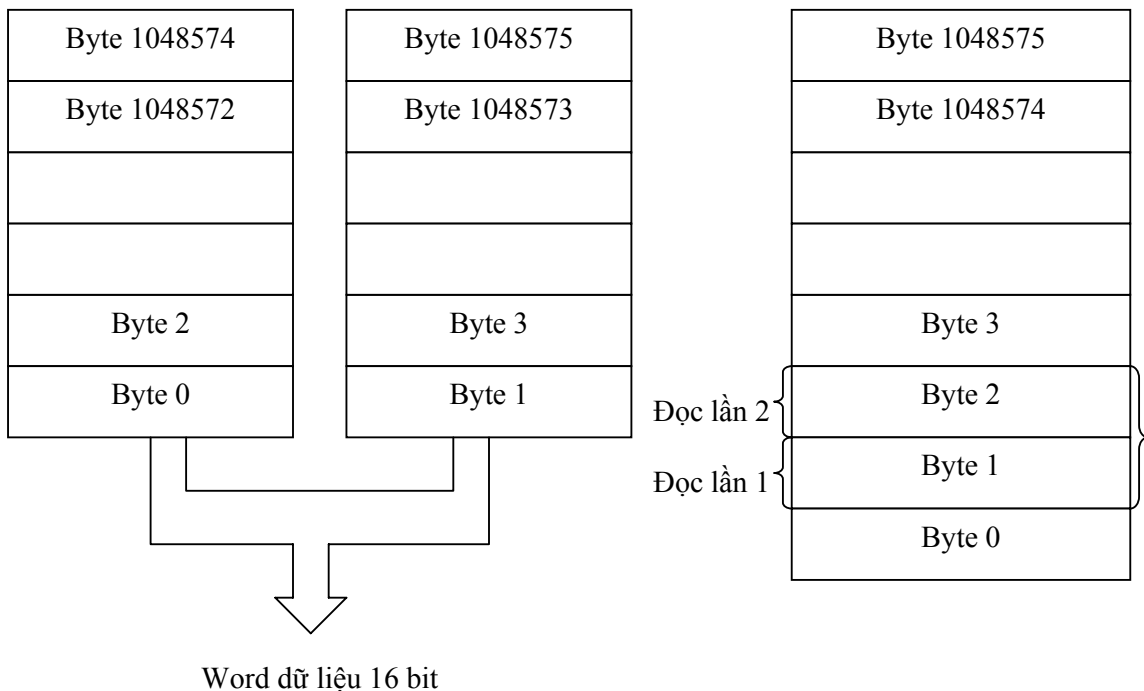 Byte 1048574
Byte 1048575
Byte 1048575
Byte 1048572
Byte 1048573
Byte 1048574
Byte 2
Byte 3
Byte 3
Byte 0
Byte 1
Đọc lần 2
Byte 2
Đọc lần 1
Byte 1
Byte 0
Word dữ liệu 16 bit